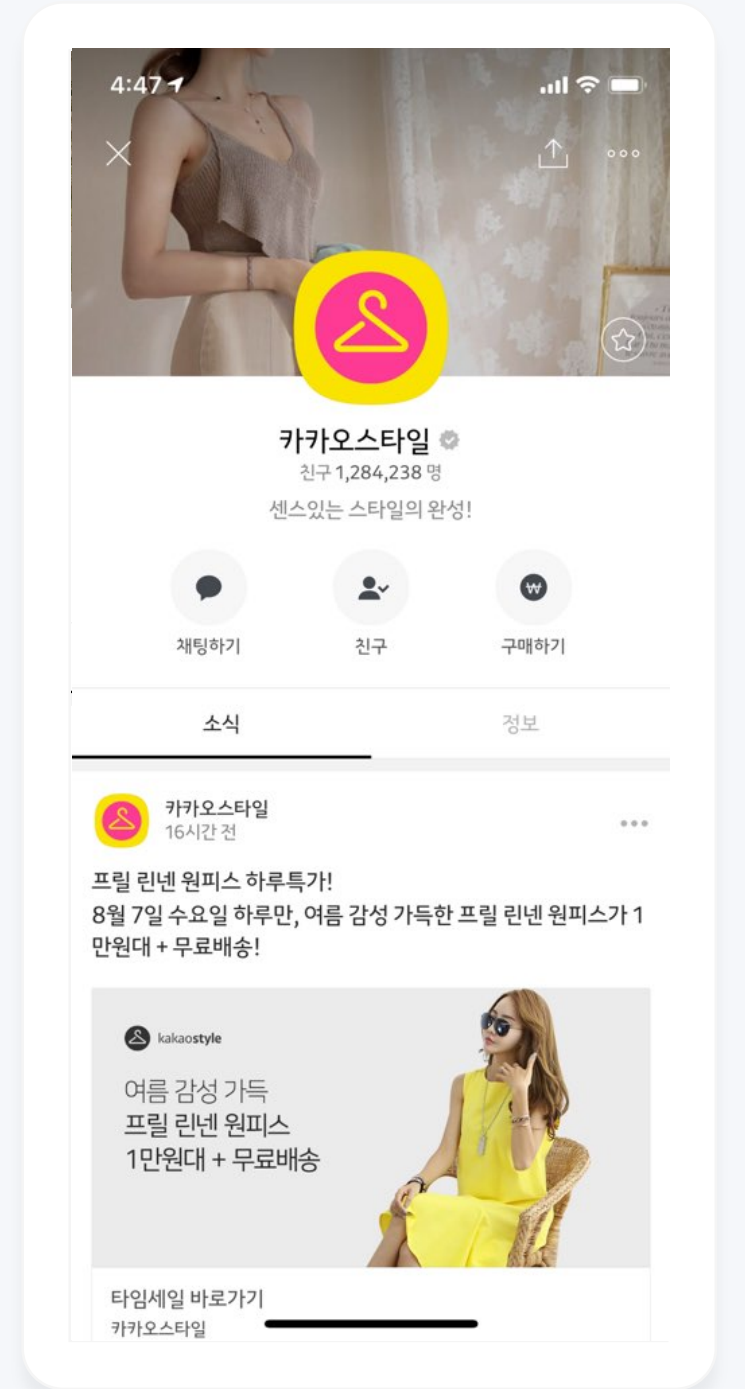 4:47
카카오스타일
친구 1,284,238 명
센스있는 스타일의 완성!
채팅하기
친구
구매하기
소식
정보
카카오스타일
16시간 전
프릴 린넨 원피스 하루특가!
8월 7일 수요일 하루만, 여름 감성 가득한 프릴 린넨 원피스가 1
만원대 + 무료배송!
kakaostyle
여름 감성 가득
프릴 린넨 원피스
1만원대 + 무료배송
타임세일 바로가기
카카오스타일